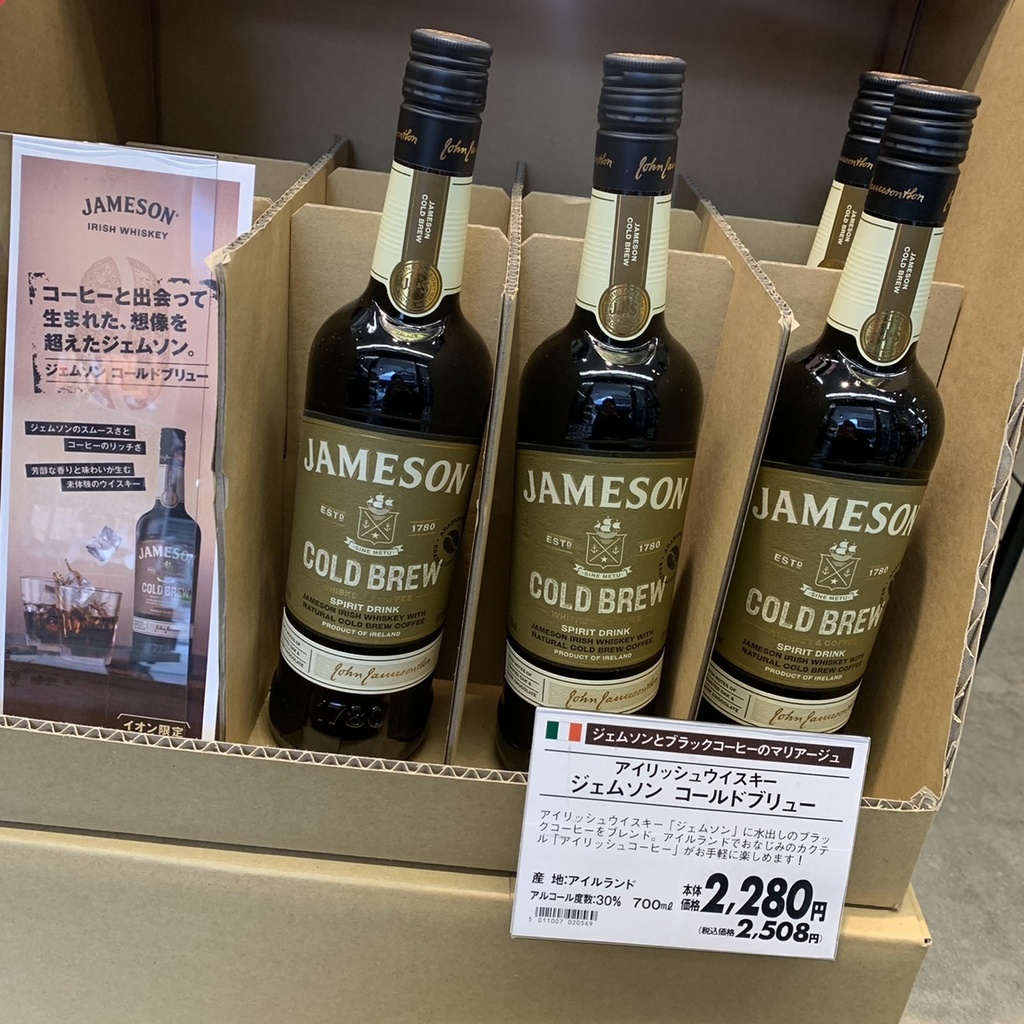 JAMESON
IRISH WHISKEY
コーヒーと出会って
生まれた、想像を
超えたジェムソン。
ジェムソン コールドブリュー
ジェムソンのスムースさと
コーヒーのリッチさ
芳醇な香りと味わいが生む
未体験のウイスキー
JAMESON
COLD BREW
イオン限定
JAMESON
COLD BREW
JAMESON
ESTD 1780
SINE METU
COLD BREW
SPIRIT DRINK
JAMESON IRISH WHISKEY WITH
NATURAL COLD BREW COFFEE
PRODUCT OF IRELAND
John Jameson & Son
1780
JAMESON
COLD BREW
JAMESON
ESTD 1780
SINE METU
COLD BREW
SPIRIT DRINK
JAMESON IRISH WHISKEY WITH
NATURAL COLD BREW COFFEE
PRODUCT OF IRELAND
John Jameson & Son
JAMESON
COLD BREW
JAMESON
COLD BREW
JAMESON
ESTD 1780
SINE METU
COLD BREW
SPIRIT DRINK
JAMESON IRISH WHISKEY WITH
NATURAL COLD BREW COFFEE
PRODUCT OF IRELAND
John Jameson
ジェムソンとブラックコーヒーのマリアージュ
アイリッシュウイスキー
ジェムソン コールドブリュー
アイリッシュウイスキー「ジェムソン」に水出しのブラッ
クコーヒーをブレンド。アイルランドでおなじみのカクテ
ル「アイリッシュコーヒー」がお手軽に楽しめます!
産 地:アイルランド
アルコール度数:30% 700mℓ
本体価格2,280円
(税込価格2,508円)
5 011007 020569